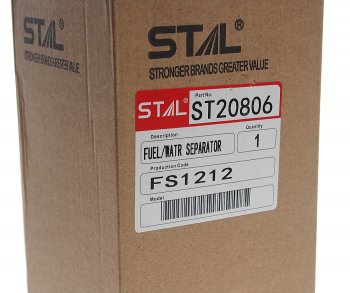 STAL
STRONGER BRANDS GREATER VALUE
STAL
STRONGER BRANDS GREATER VALUE
Part No.
STAL ST20806
Description
Quantity
FUEL/WATR SEPARATOR
1
Production Code
FS1212
Model